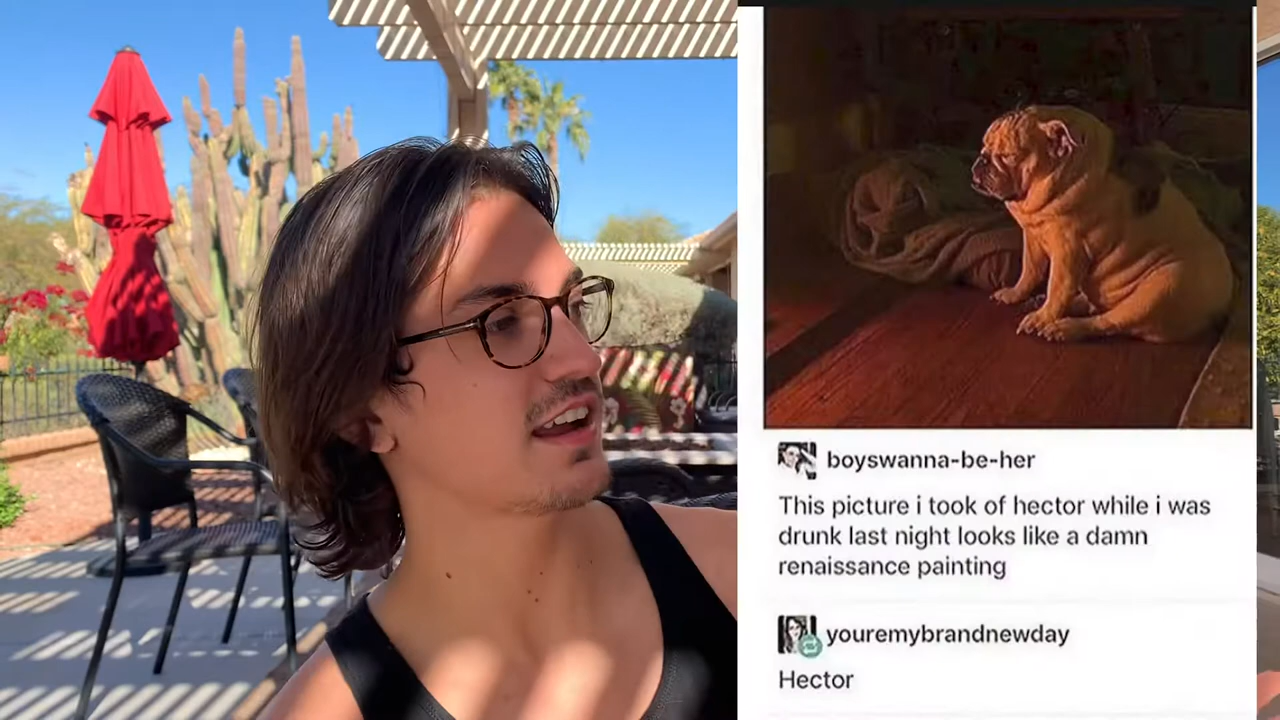 boyswanna-be-her
This picture i took of hector while i was
drunk last night looks like a damn
renaissance painting
youremybrandnewday
Hector